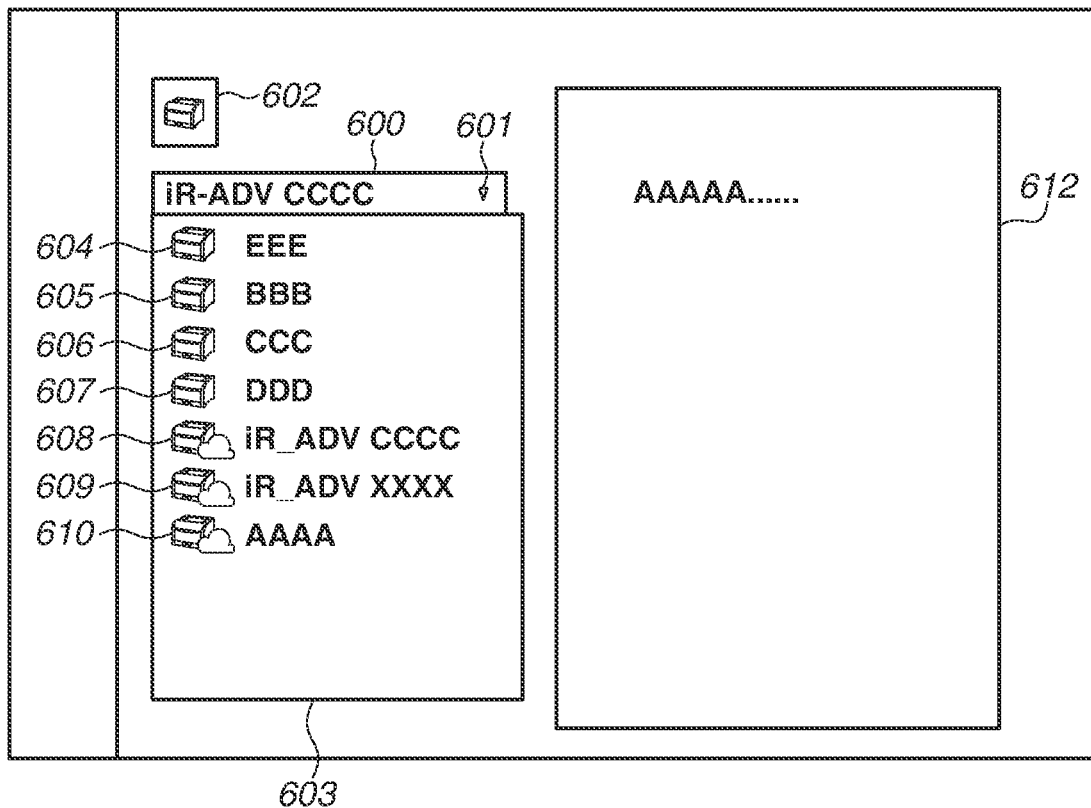 602
600
601
iR-ADV CCCC
AAAAA......
612
604
EEE
605
BBB
606
CCC
607
DDD
608
iR_ADV CCCC
609
iR_ADV XXXX
610
AAAA
603